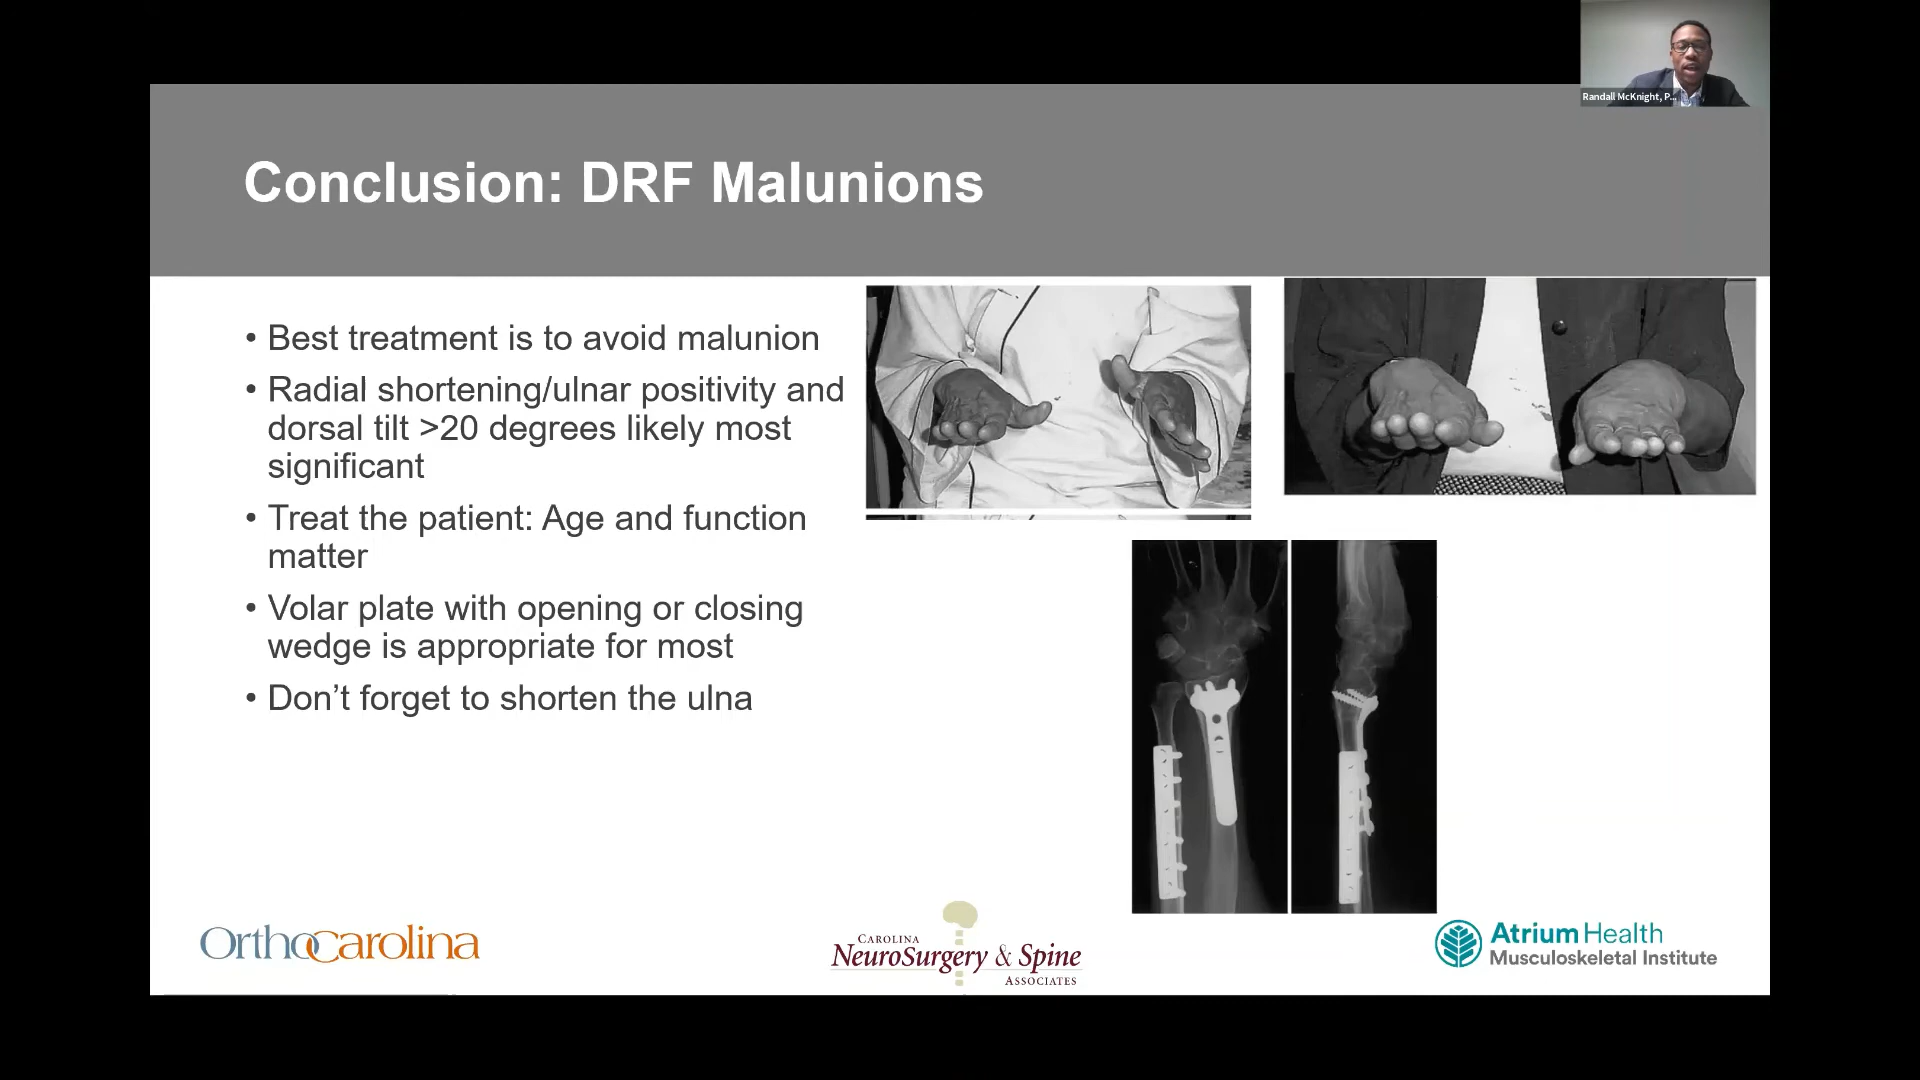 Randall McKnight, P...
Conclusion: DRF Malunions
• Best treatment is to avoid malunion
• Radial shortening/ulnar positivity and
dorsal tilt >20 degrees likely most
significant
• Treat the patient: Age and function
matter
• Volar plate with opening or closing
wedge is appropriate for most
• Don’t forget to shorten the ulna
OrthoCarolina
CAROLINA
NEUROSURGERY & SPINE
ASSOCIATES
Atrium Health
Musculoskeletal Institute